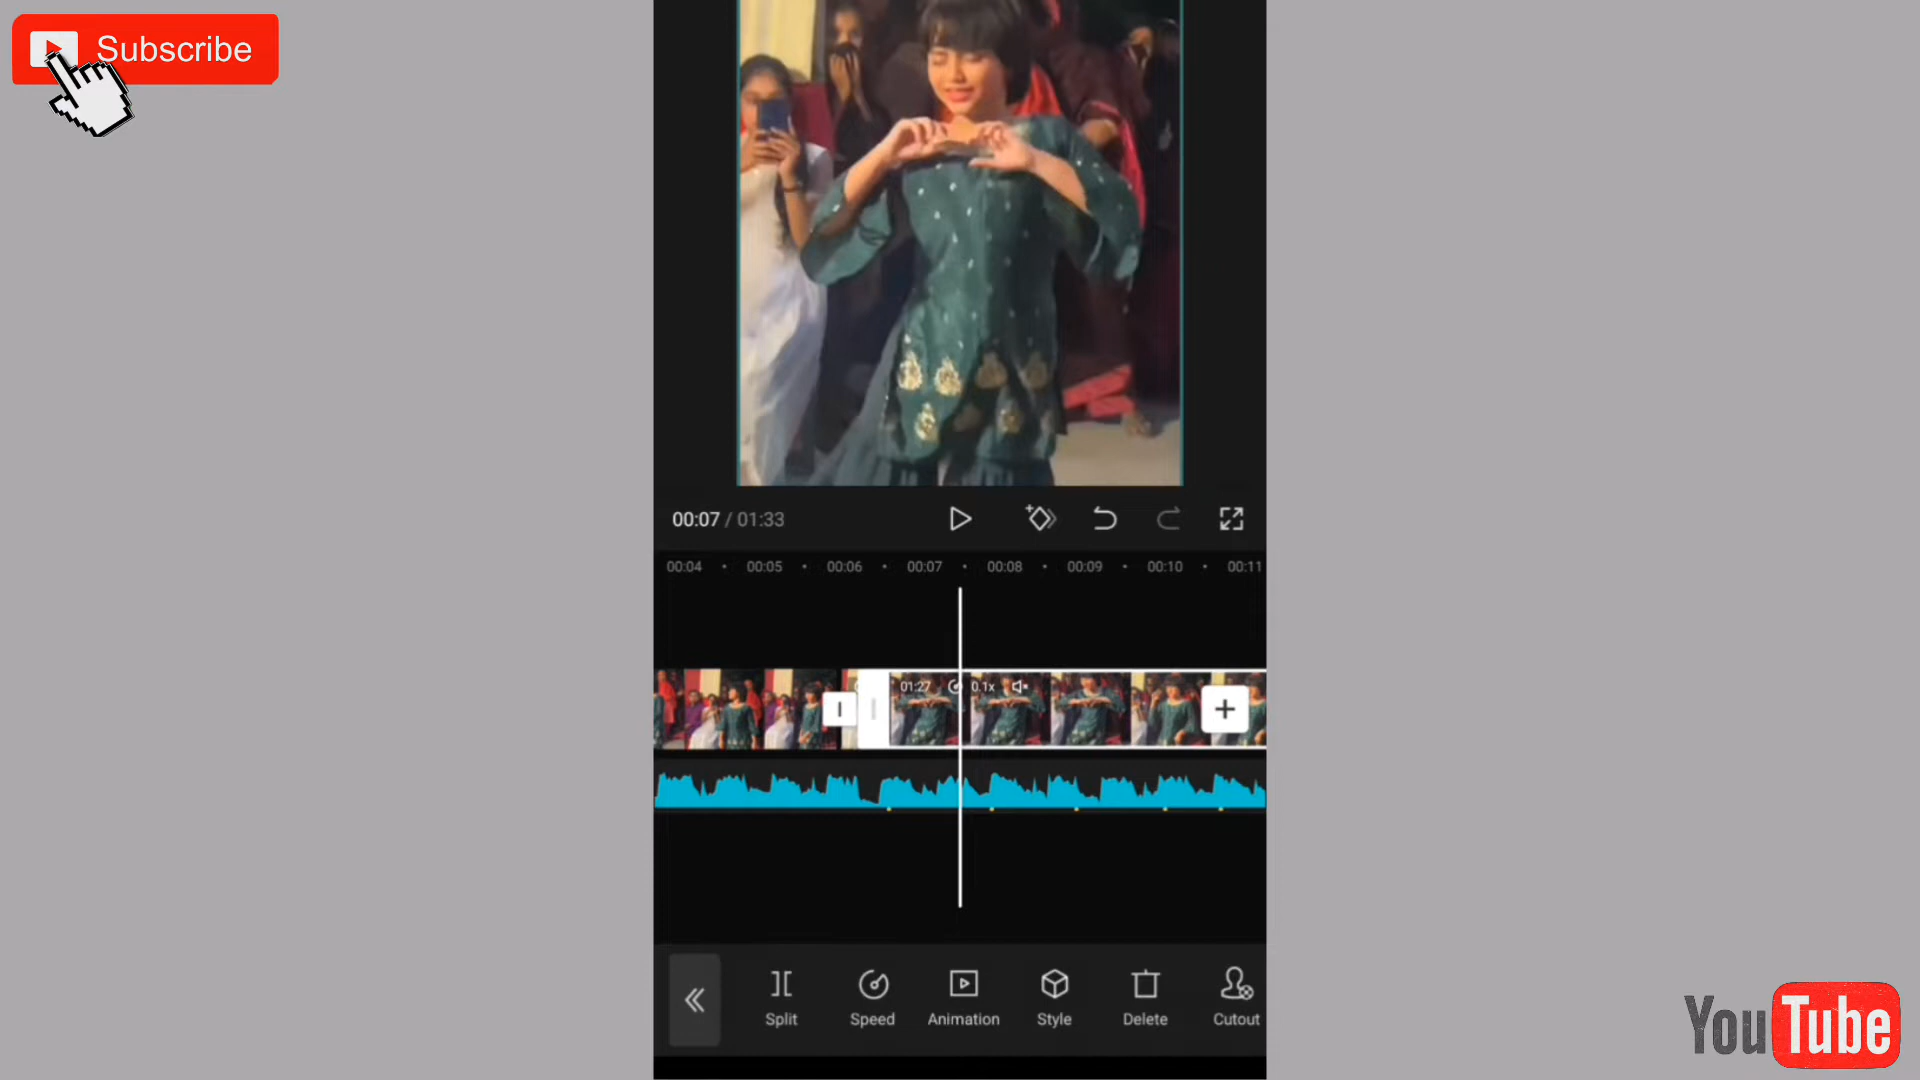 Subscribe
00:07 / 01:33
00:04 00:05 00:06 00:07 00:08 00:09 00:10 00:11
01:27 0.1x
Split Speed Animation Style Delete Cutout
YouTube